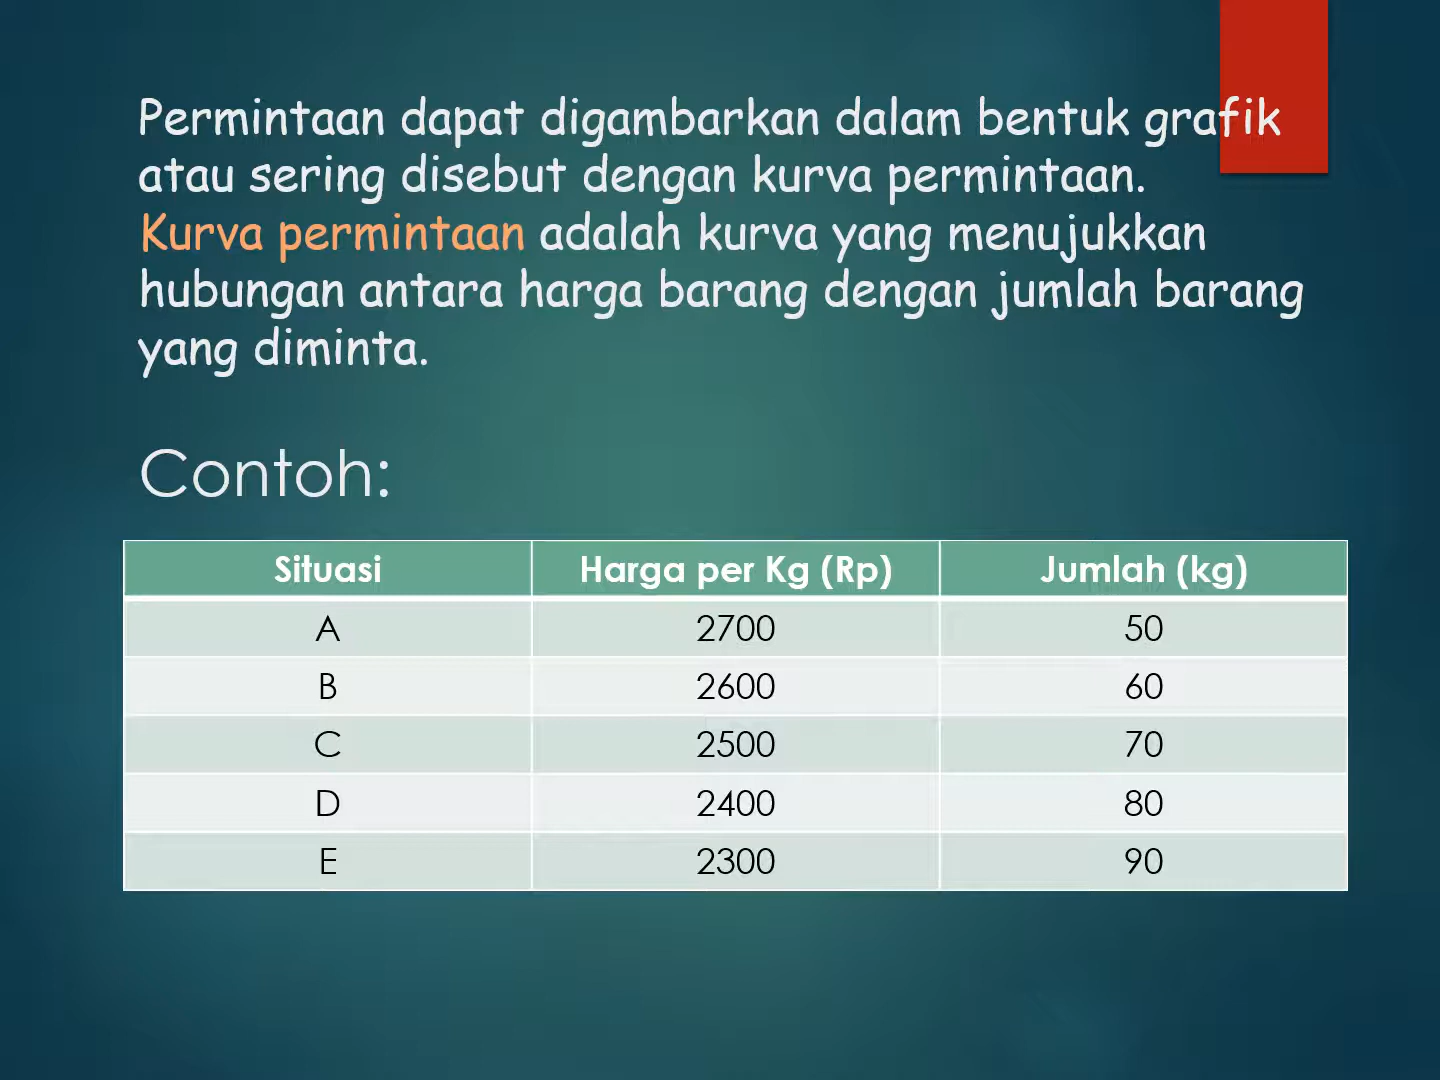 Permintaan dapat digambarkan dalam bentuk grafik
atau sering disebut dengan kurva permintaan.
Kurva permintaan adalah kurva yang menujukkan
hubungan antara harga barang dengan jumlah barang
yang diminta.
Contoh:
Situasi Harga per Kg (Rp) Jumlah (kg)
A 2700 50
B 2600 60
C 2500 70
D 2400 80
E 2300 90